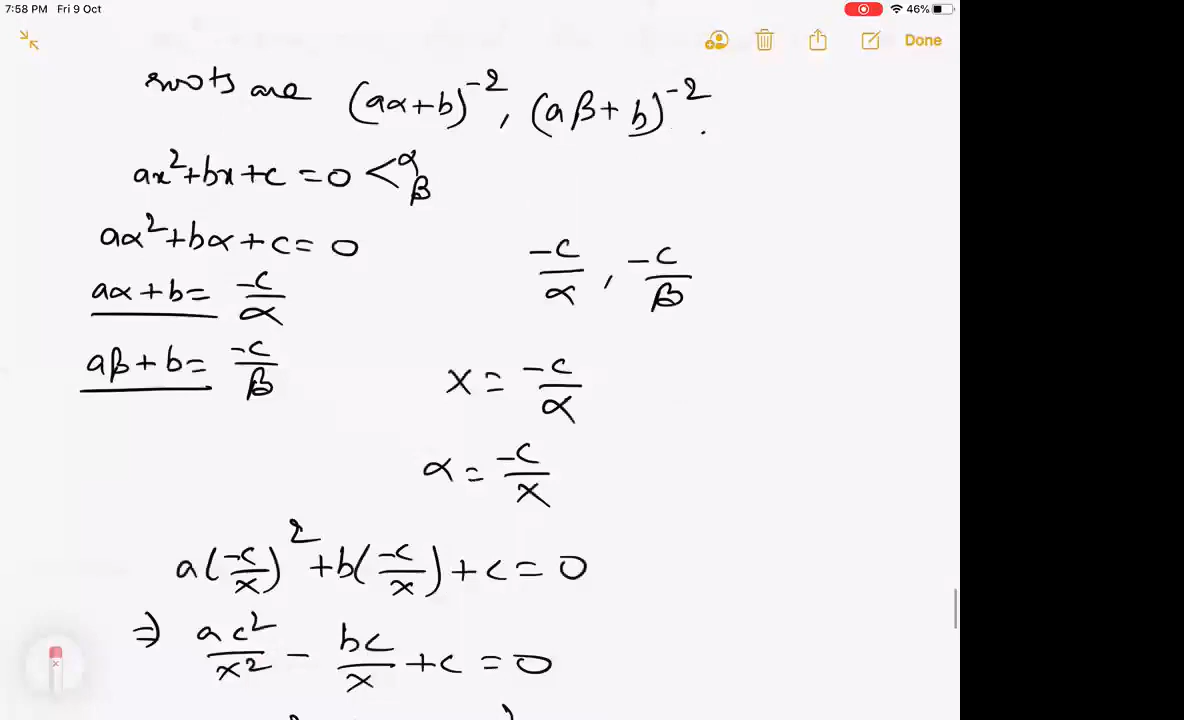 7:58 PM Fri 9 Oct
46%
Done
roots are (aα+b)⁻², (aβ+b)⁻².
ax²+bx+c=0 < α β
aα²+bα+c=0
-c/α, -c/β
aα+b= -c/α
aβ+b= -c/β
x= -c/α
α= -c/x
a(-c/x)²+b(-c/x)+c=0
⇒ ac²/x² - bc/x +c=0